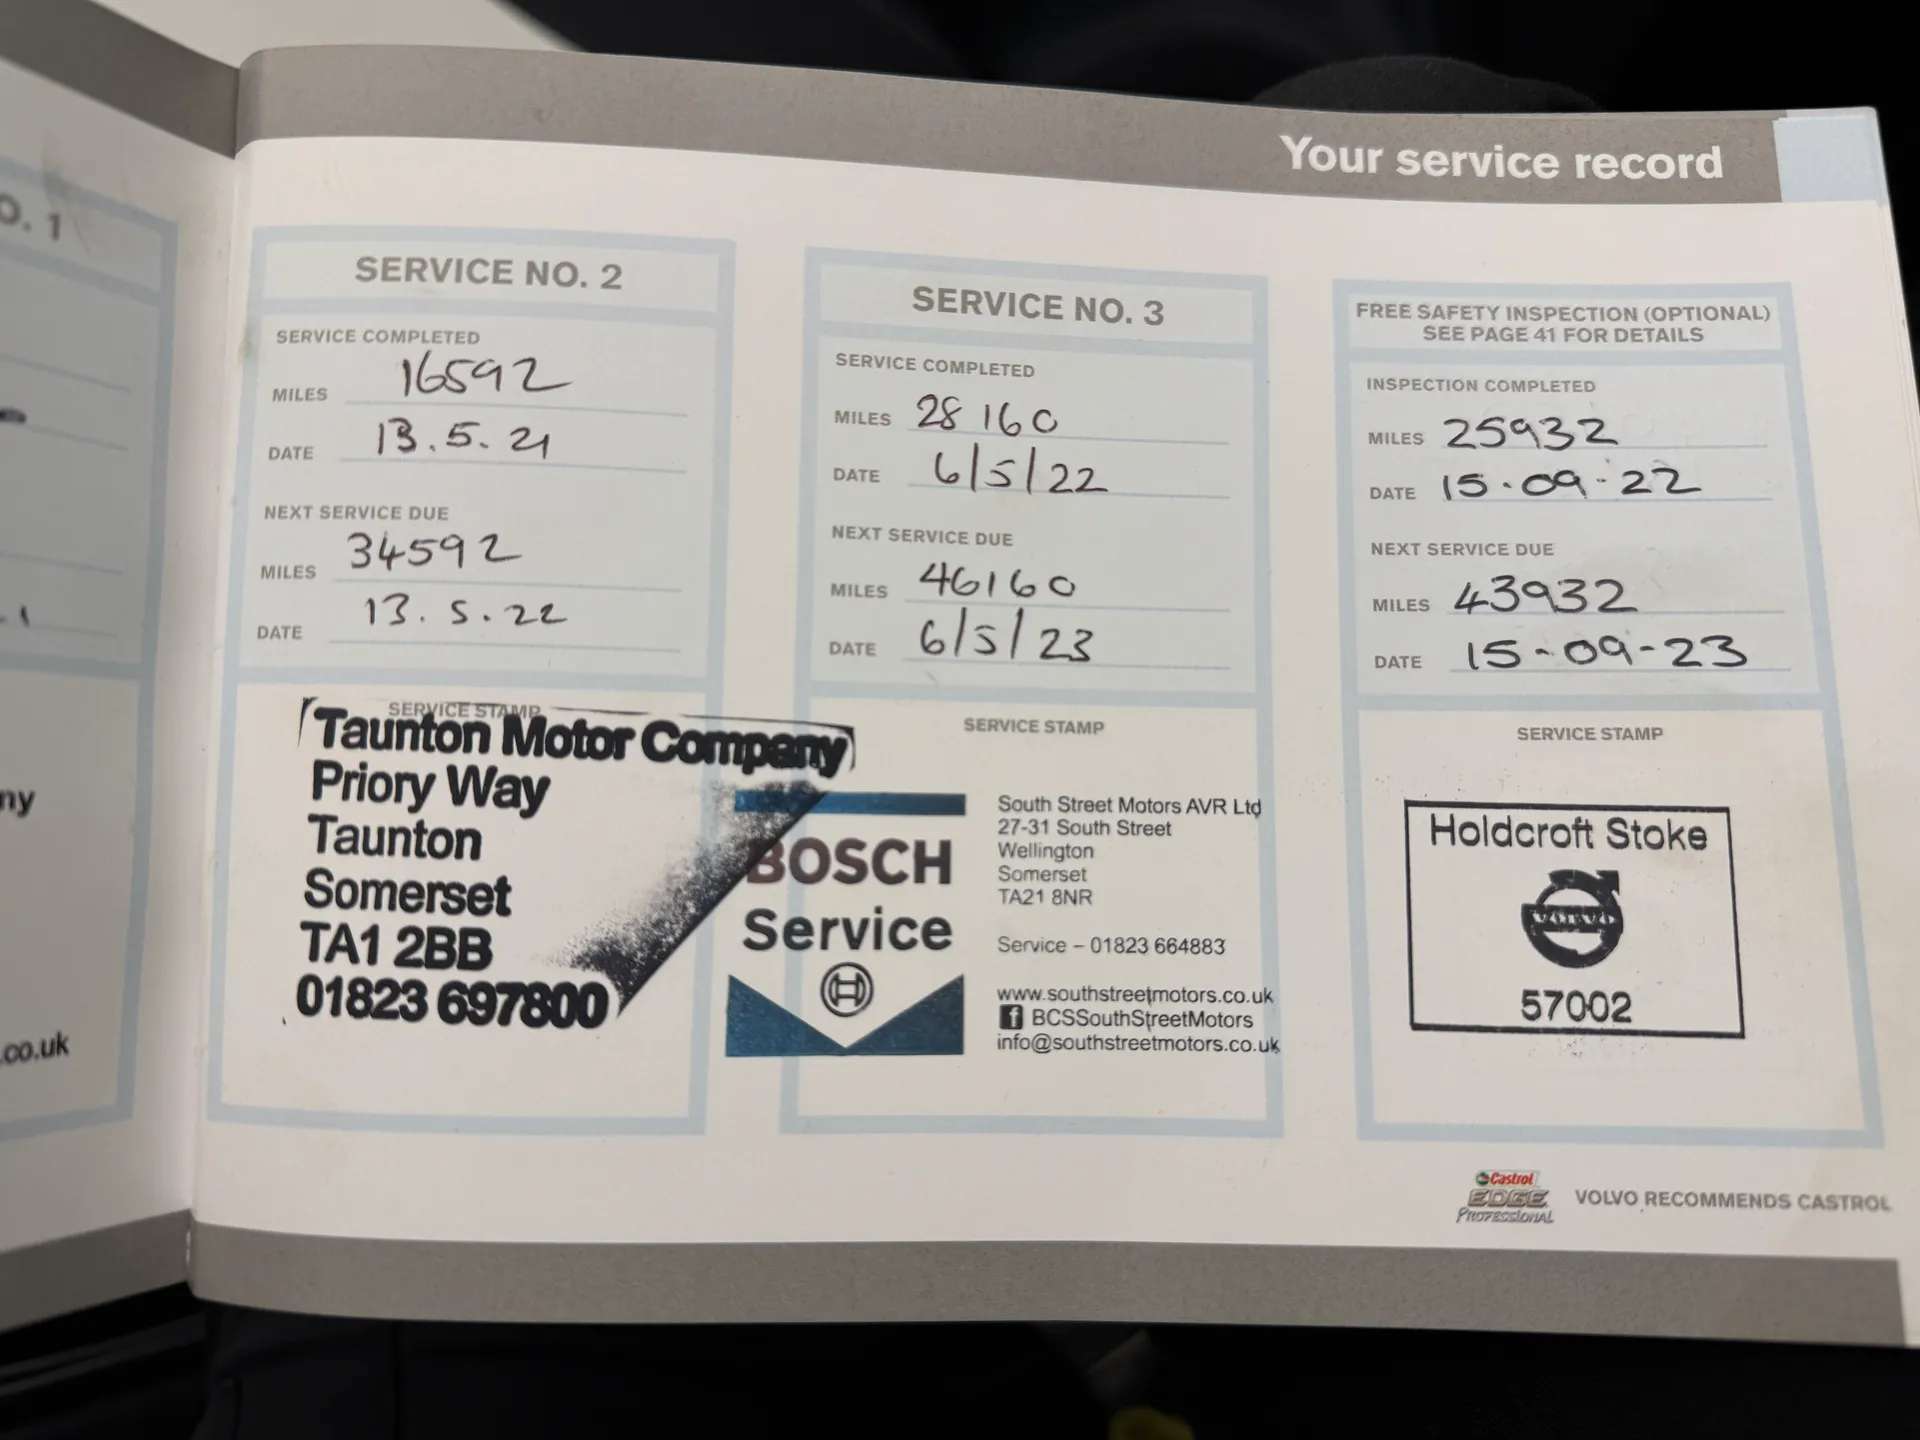 O. 1
ny
.co.uk
Your service record
SERVICE NO. 2
SERVICE COMPLETED
MILES 16592
DATE 13.5.21
NEXT SERVICE DUE
MILES 34592
DATE 13.5.22
SERVICE STAMP
Taunton Motor Company
Priory Way
Taunton
Somerset
TA1 2BB
01823 697800
SERVICE NO. 3
SERVICE COMPLETED
MILES 28160
DATE 6/5/22
NEXT SERVICE DUE
MILES 46160
DATE 6/5/23
SERVICE STAMP
BOSCH
Service
South Street Motors AVR Ltd
27-31 South Street
Wellington
Somerset
TA21 8NR
Service – 01823 664883
www.southstreetmotors.co.uk
f BCSSouthStreetMotors
info@southstreetmotors.co.uk
FREE SAFETY INSPECTION (OPTIONAL)
SEE PAGE 41 FOR DETAILS
INSPECTION COMPLETED
MILES 25932
DATE 15.09.22
NEXT SERVICE DUE
MILES 43932
DATE 15-09-23
SERVICE STAMP
Holdcroft Stoke
VOLVO
57002
Castrol
EDGE
PROFESSIONAL
VOLVO RECOMMENDS CASTROL